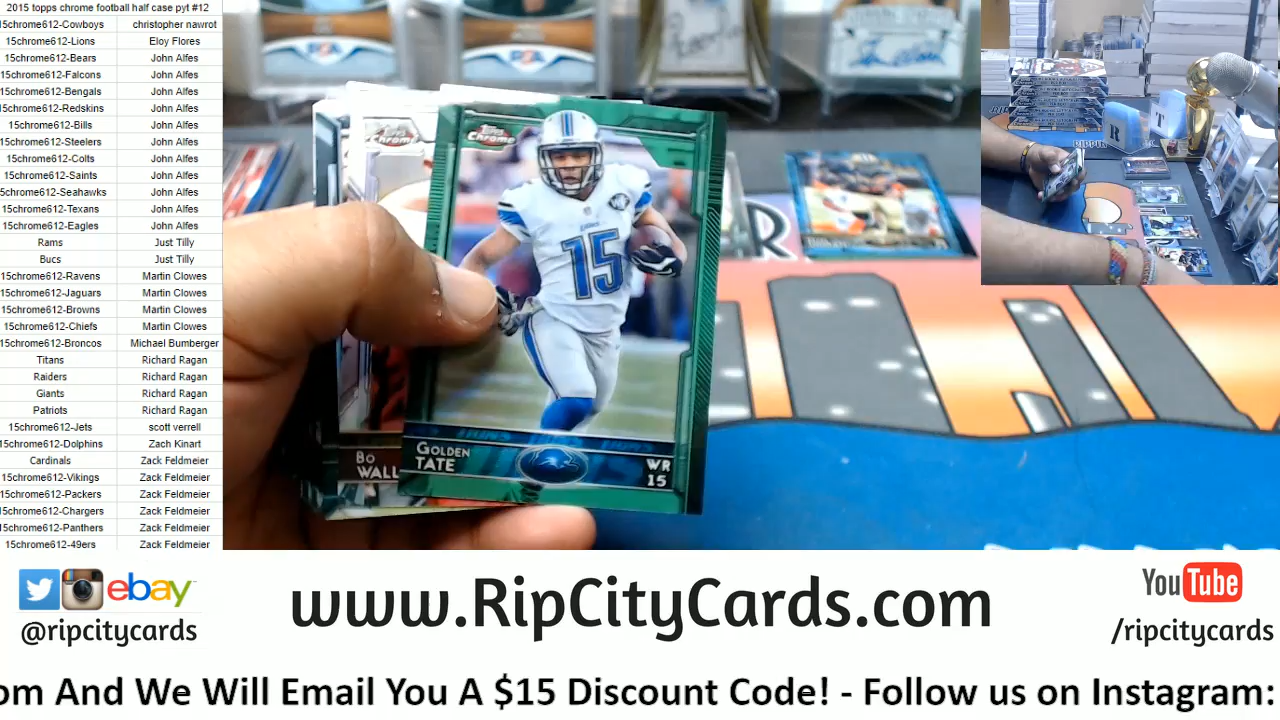 2015 topps chrome football half case pyt #12
15chrome612-Cowboys christopher nawrot
15chrome612-Lions Eloy Flores
15chrome612-Bears John Alfes
15chrome612-Falcons John Alfes
15chrome612-Bengals John Alfes
15chrome612-Redskins John Alfes
15chrome612-Bills John Alfes
15chrome612-Steelers John Alfes
15chrome612-Colts John Alfes
15chrome612-Saints John Alfes
15chrome612-Seahawks John Alfes
15chrome612-Texans John Alfes
15chrome612-Eagles John Alfes
Rams Just Tilly
Bucs Just Tilly
15chrome612-Ravens Martin Clowes
15chrome612-Jaguars Martin Clowes
15chrome612-Browns Martin Clowes
15chrome612-Chiefs Martin Clowes
15chrome612-Broncos Michael Bumberger
Titans Richard Ragan
Raiders Richard Ragan
Giants Richard Ragan
Patriots Richard Ragan
15chrome612-Jets scott verrell
15chrome612-Dolphins Zach Kinart
Cardinals Zack Feldmeier
15chrome612-Vikings Zack Feldmeier
15chrome612-Packers Zack Feldmeier
15chrome612-Chargers Zack Feldmeier
15chrome612-Panthers Zack Feldmeier
15chrome612-49ers Zack Feldmeier
Topps Chrome
Topps Chrome
15
GOLDEN TATE
WR
15
BO
WALL
R
R T
ebay
@ripcitycards
www.RipCityCards.com
YouTube
/ripcitycards
om And We Will Email You A $15 Discount Code! - Follow us on Instagram: